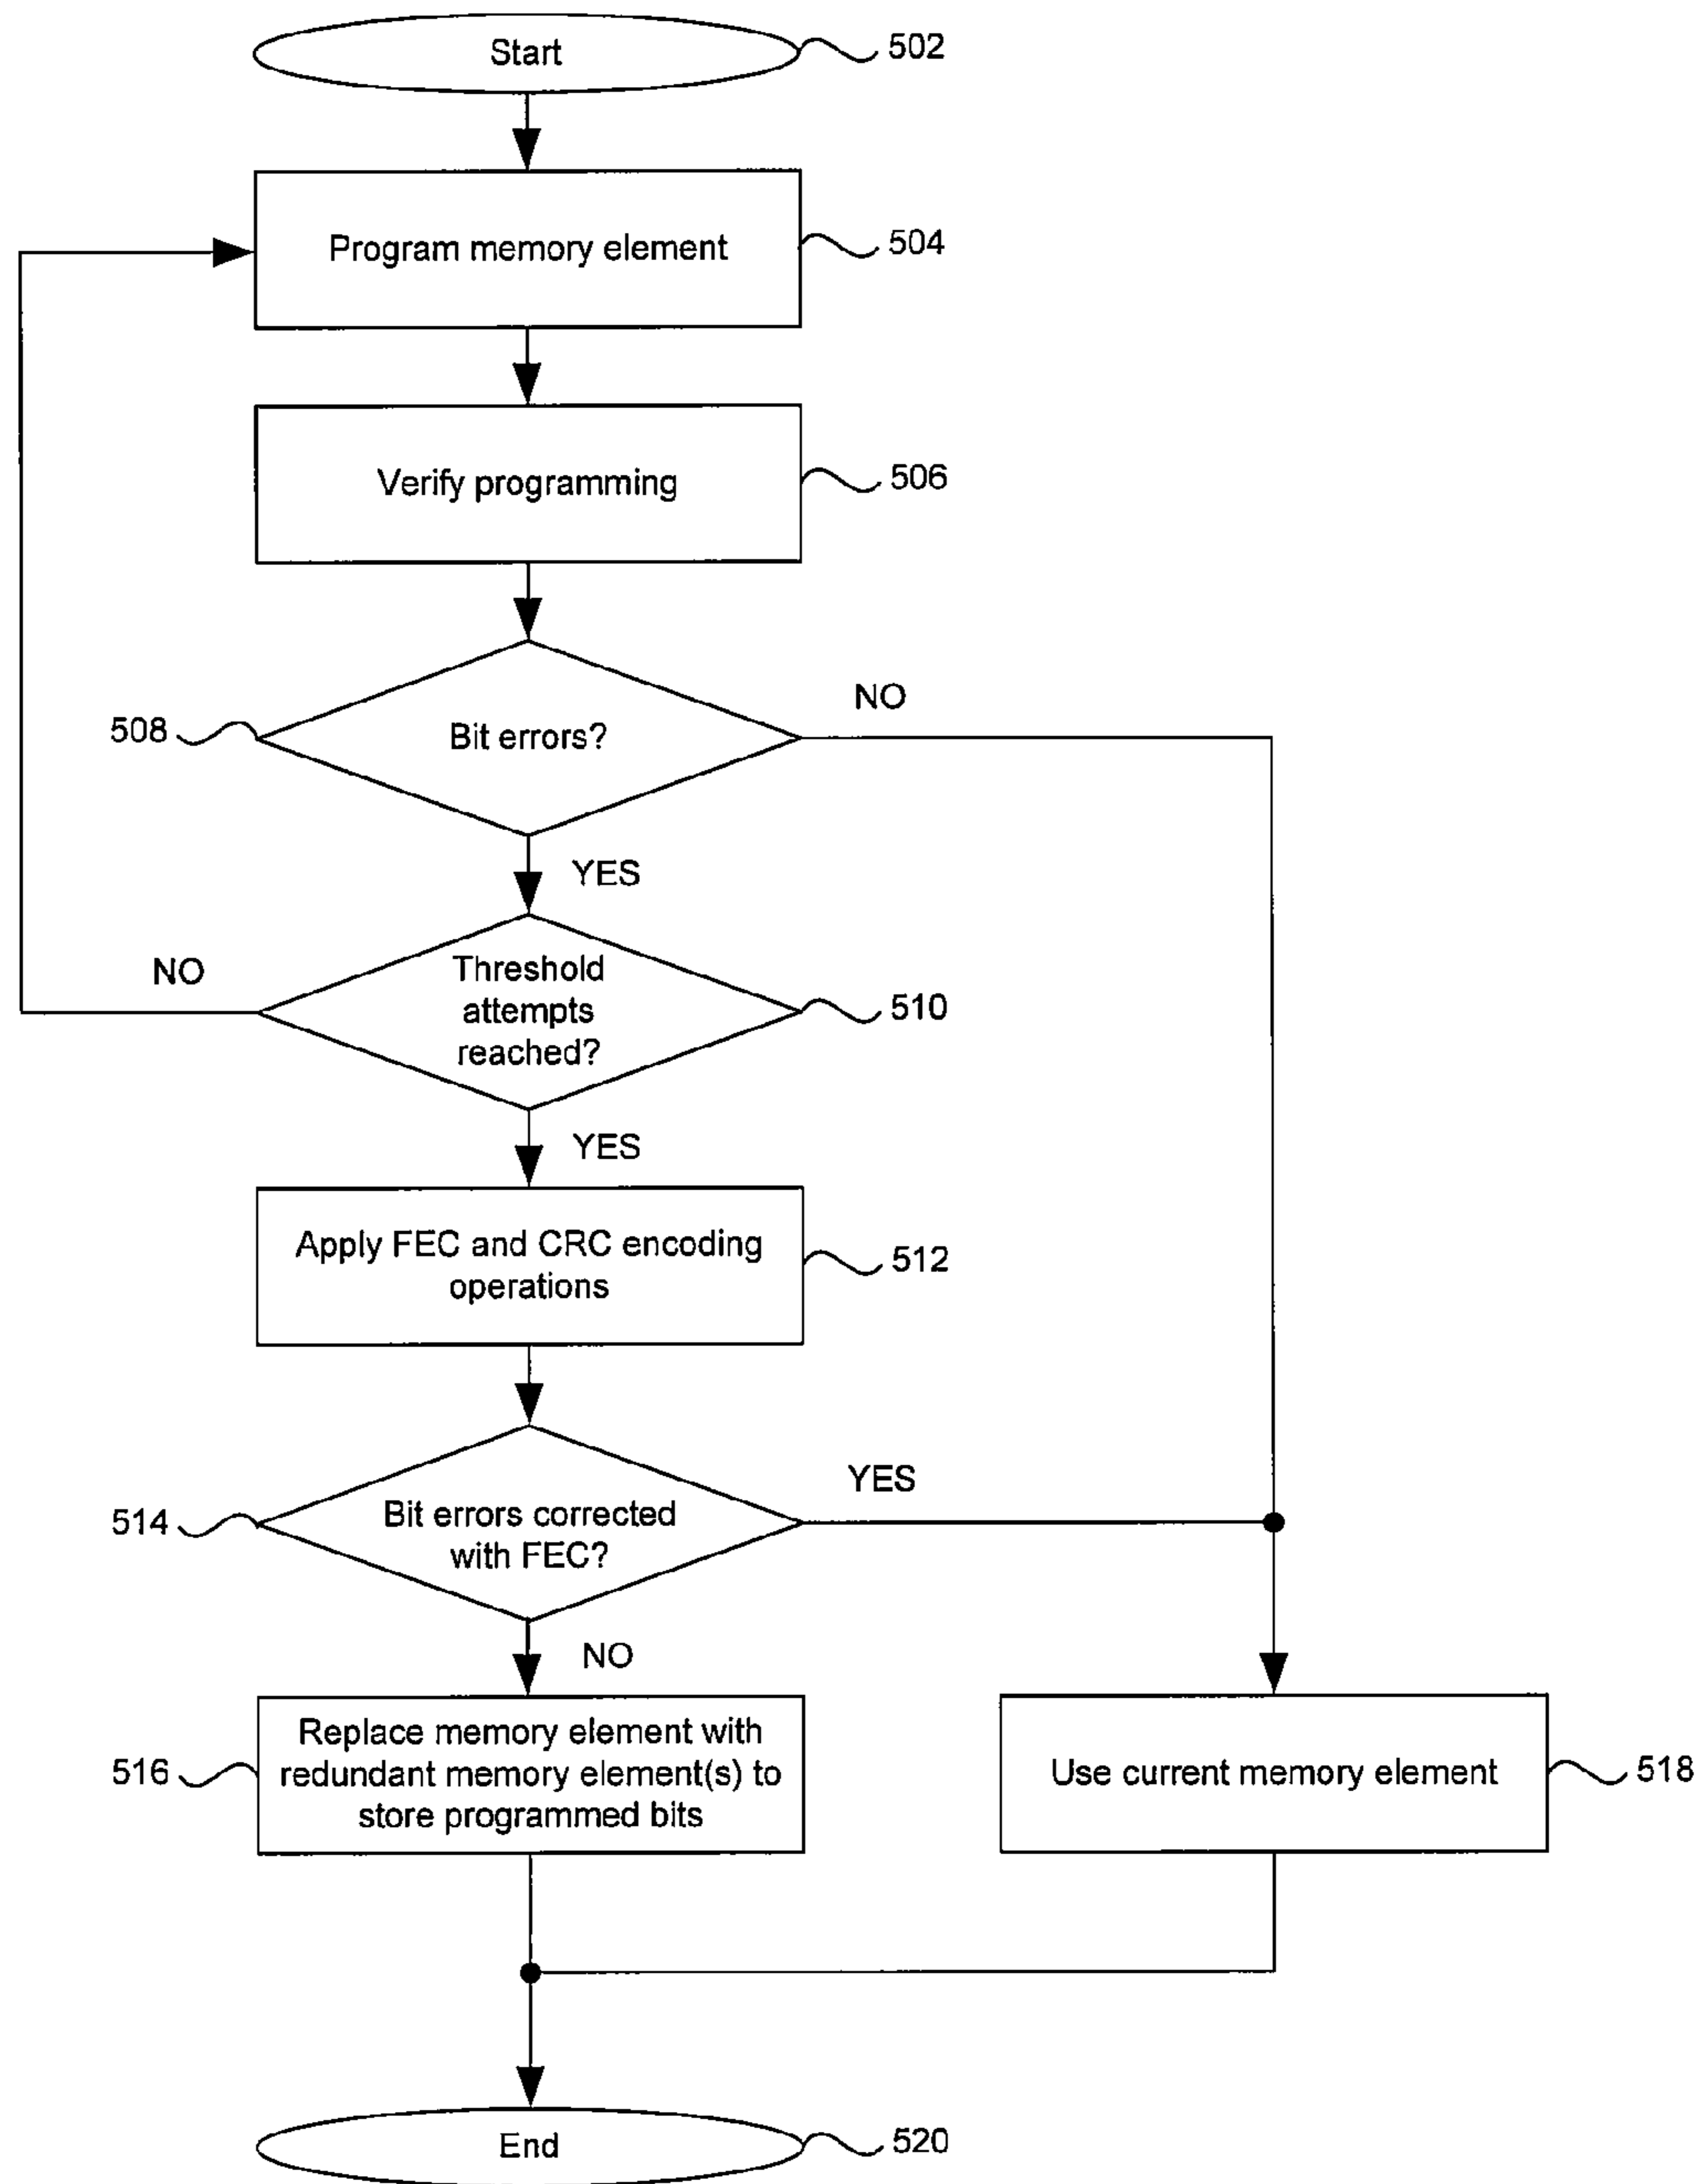 Start
502
Program memory element
504
Verify programming
506
508
Bit errors?
NO
YES
NO
Threshold
attempts
reached?
510
YES
Apply FEC and CRC encoding
operations
512
514
Bit errors corrected
with FEC?
YES
NO
516
Replace memory element with
redundant memory element(s) to
store programmed bits
Use current memory element
518
End
520